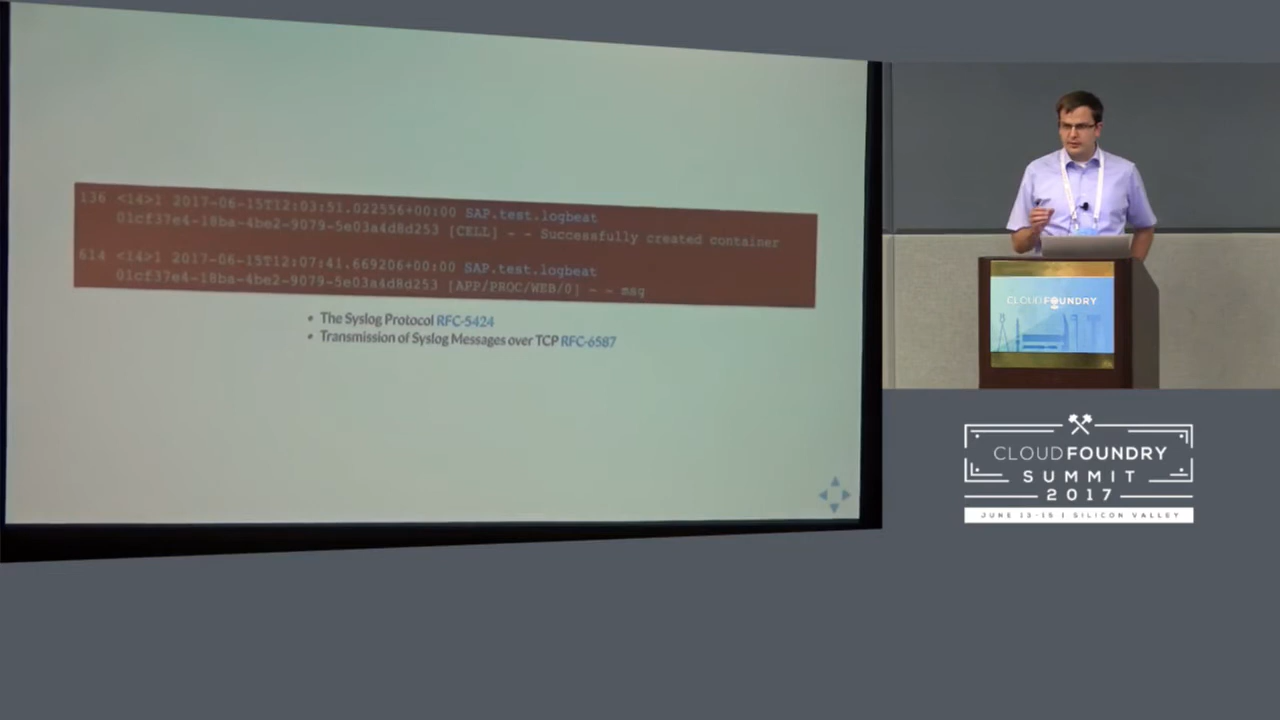 136 <14>1 2017-06-15T12:03:51.022556+00:00 SAP.test.logbeat
01cf37e4-18ba-4be2-9079-5e03a4d8d253 [CELL] - - Successfully created container
614 <14>1 2017-06-15T12:07:41.669206+00:00 SAP.test.logbeat
01cf37e4-18ba-4be2-9079-5e03a4d8d253 [APP/PROC/WEB/0] - - msg
• The Syslog Protocol RFC-5424
• Transmission of Syslog Messages over TCP RFC-6587
CLOUD FOUNDRY
CLOUD FOUNDRY
SUMMIT
2017
JUNE 13-15 | SILICON VALLEY